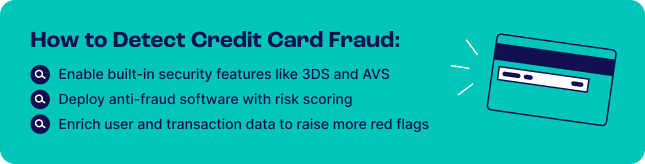 How to Detect Credit Card Fraud:
Enable built-in security features like 3DS and AVS
Deploy anti-fraud software with risk scoring
Enrich user and transaction data to raise more red flags